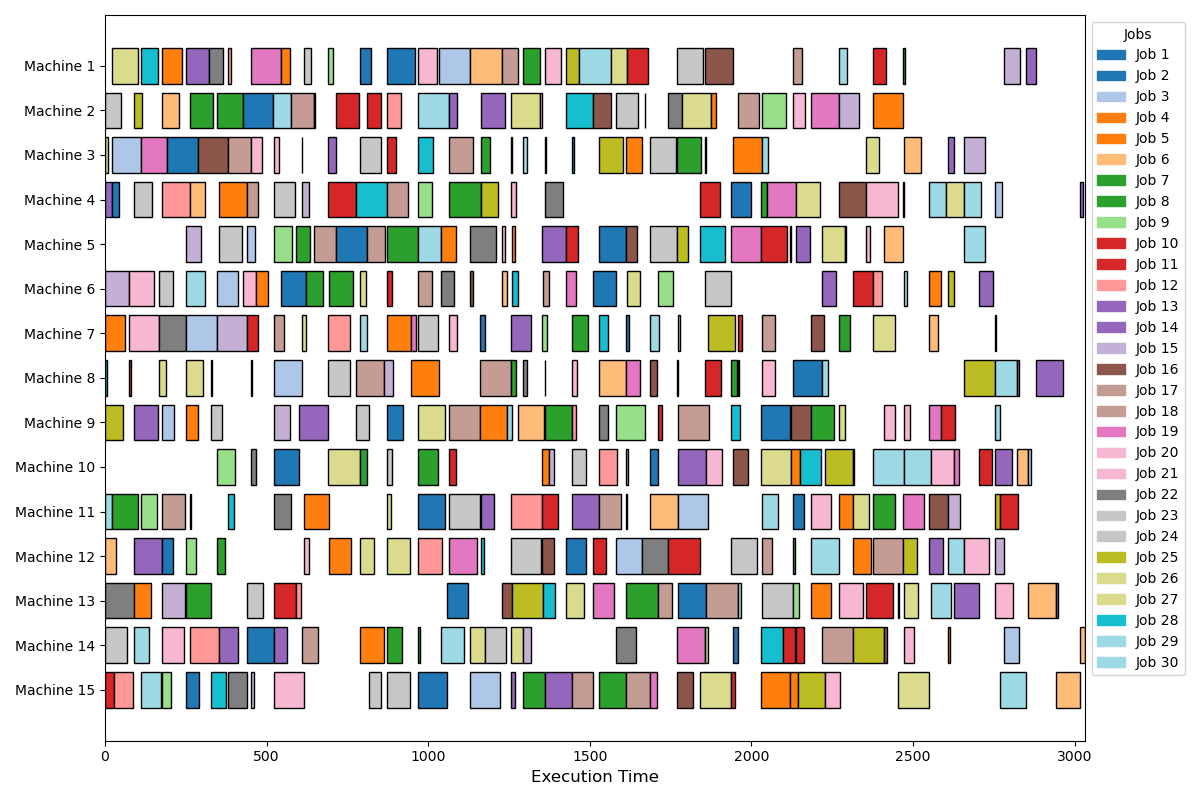 Machine 1
Machine 2
Machine 3
Machine 4
Machine 5
Machine 6
Machine 7
Machine 8
Machine 9
Machine 10
Machine 11
Machine 12
Machine 13
Machine 14
Machine 15
0 500 1000 1500 2000 2500 3000
Execution Time
Jobs
Job 1
Job 2
Job 3
Job 4
Job 5
Job 6
Job 7
Job 8
Job 9
Job 10
Job 11
Job 12
Job 13
Job 14
Job 15
Job 16
Job 17
Job 18
Job 19
Job 20
Job 21
Job 22
Job 23
Job 24
Job 25
Job 26
Job 27
Job 28
Job 29
Job 30